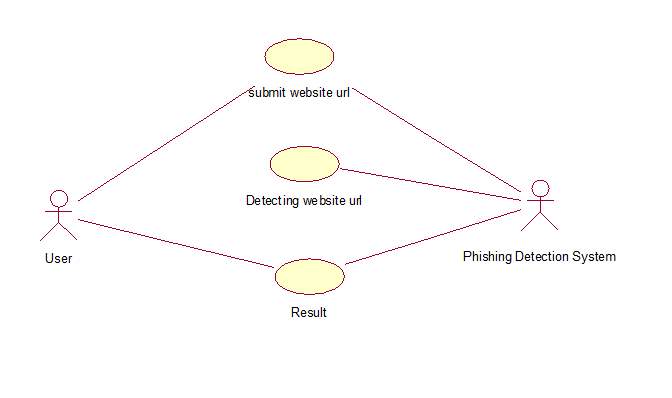 submit website url
Detecting website url
User
Phishing Detection System
Result